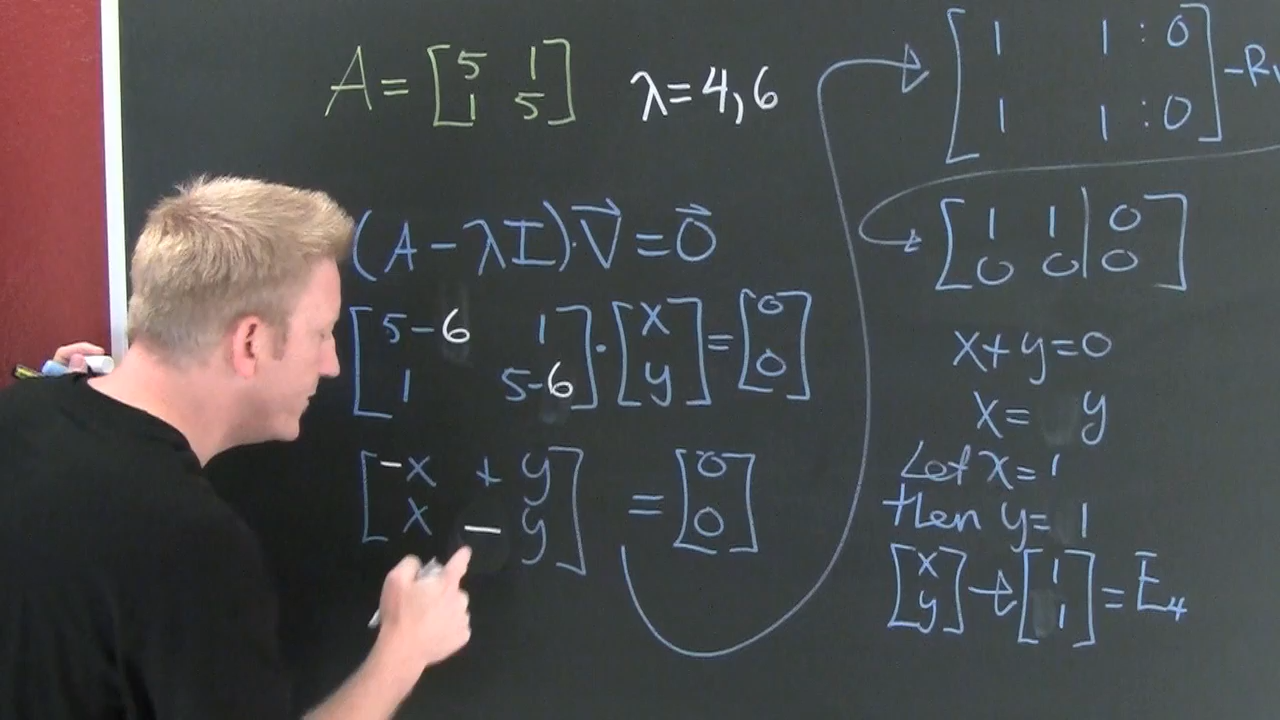 A = [5 1
1 5] λ=4,6
(A - λI)·V⃗ = 0⃗
[5-6 1
1 5-6] · [x
y] = [0
0]
[-x + y
x - y] = [0
0]
[1 1 : 0
1 1 : 0] -R1
[1 1 | 0
0 0 | 0]
x+y=0
x= y
Let x=1
then y= 1
[x
y] → t[1
1] = E4